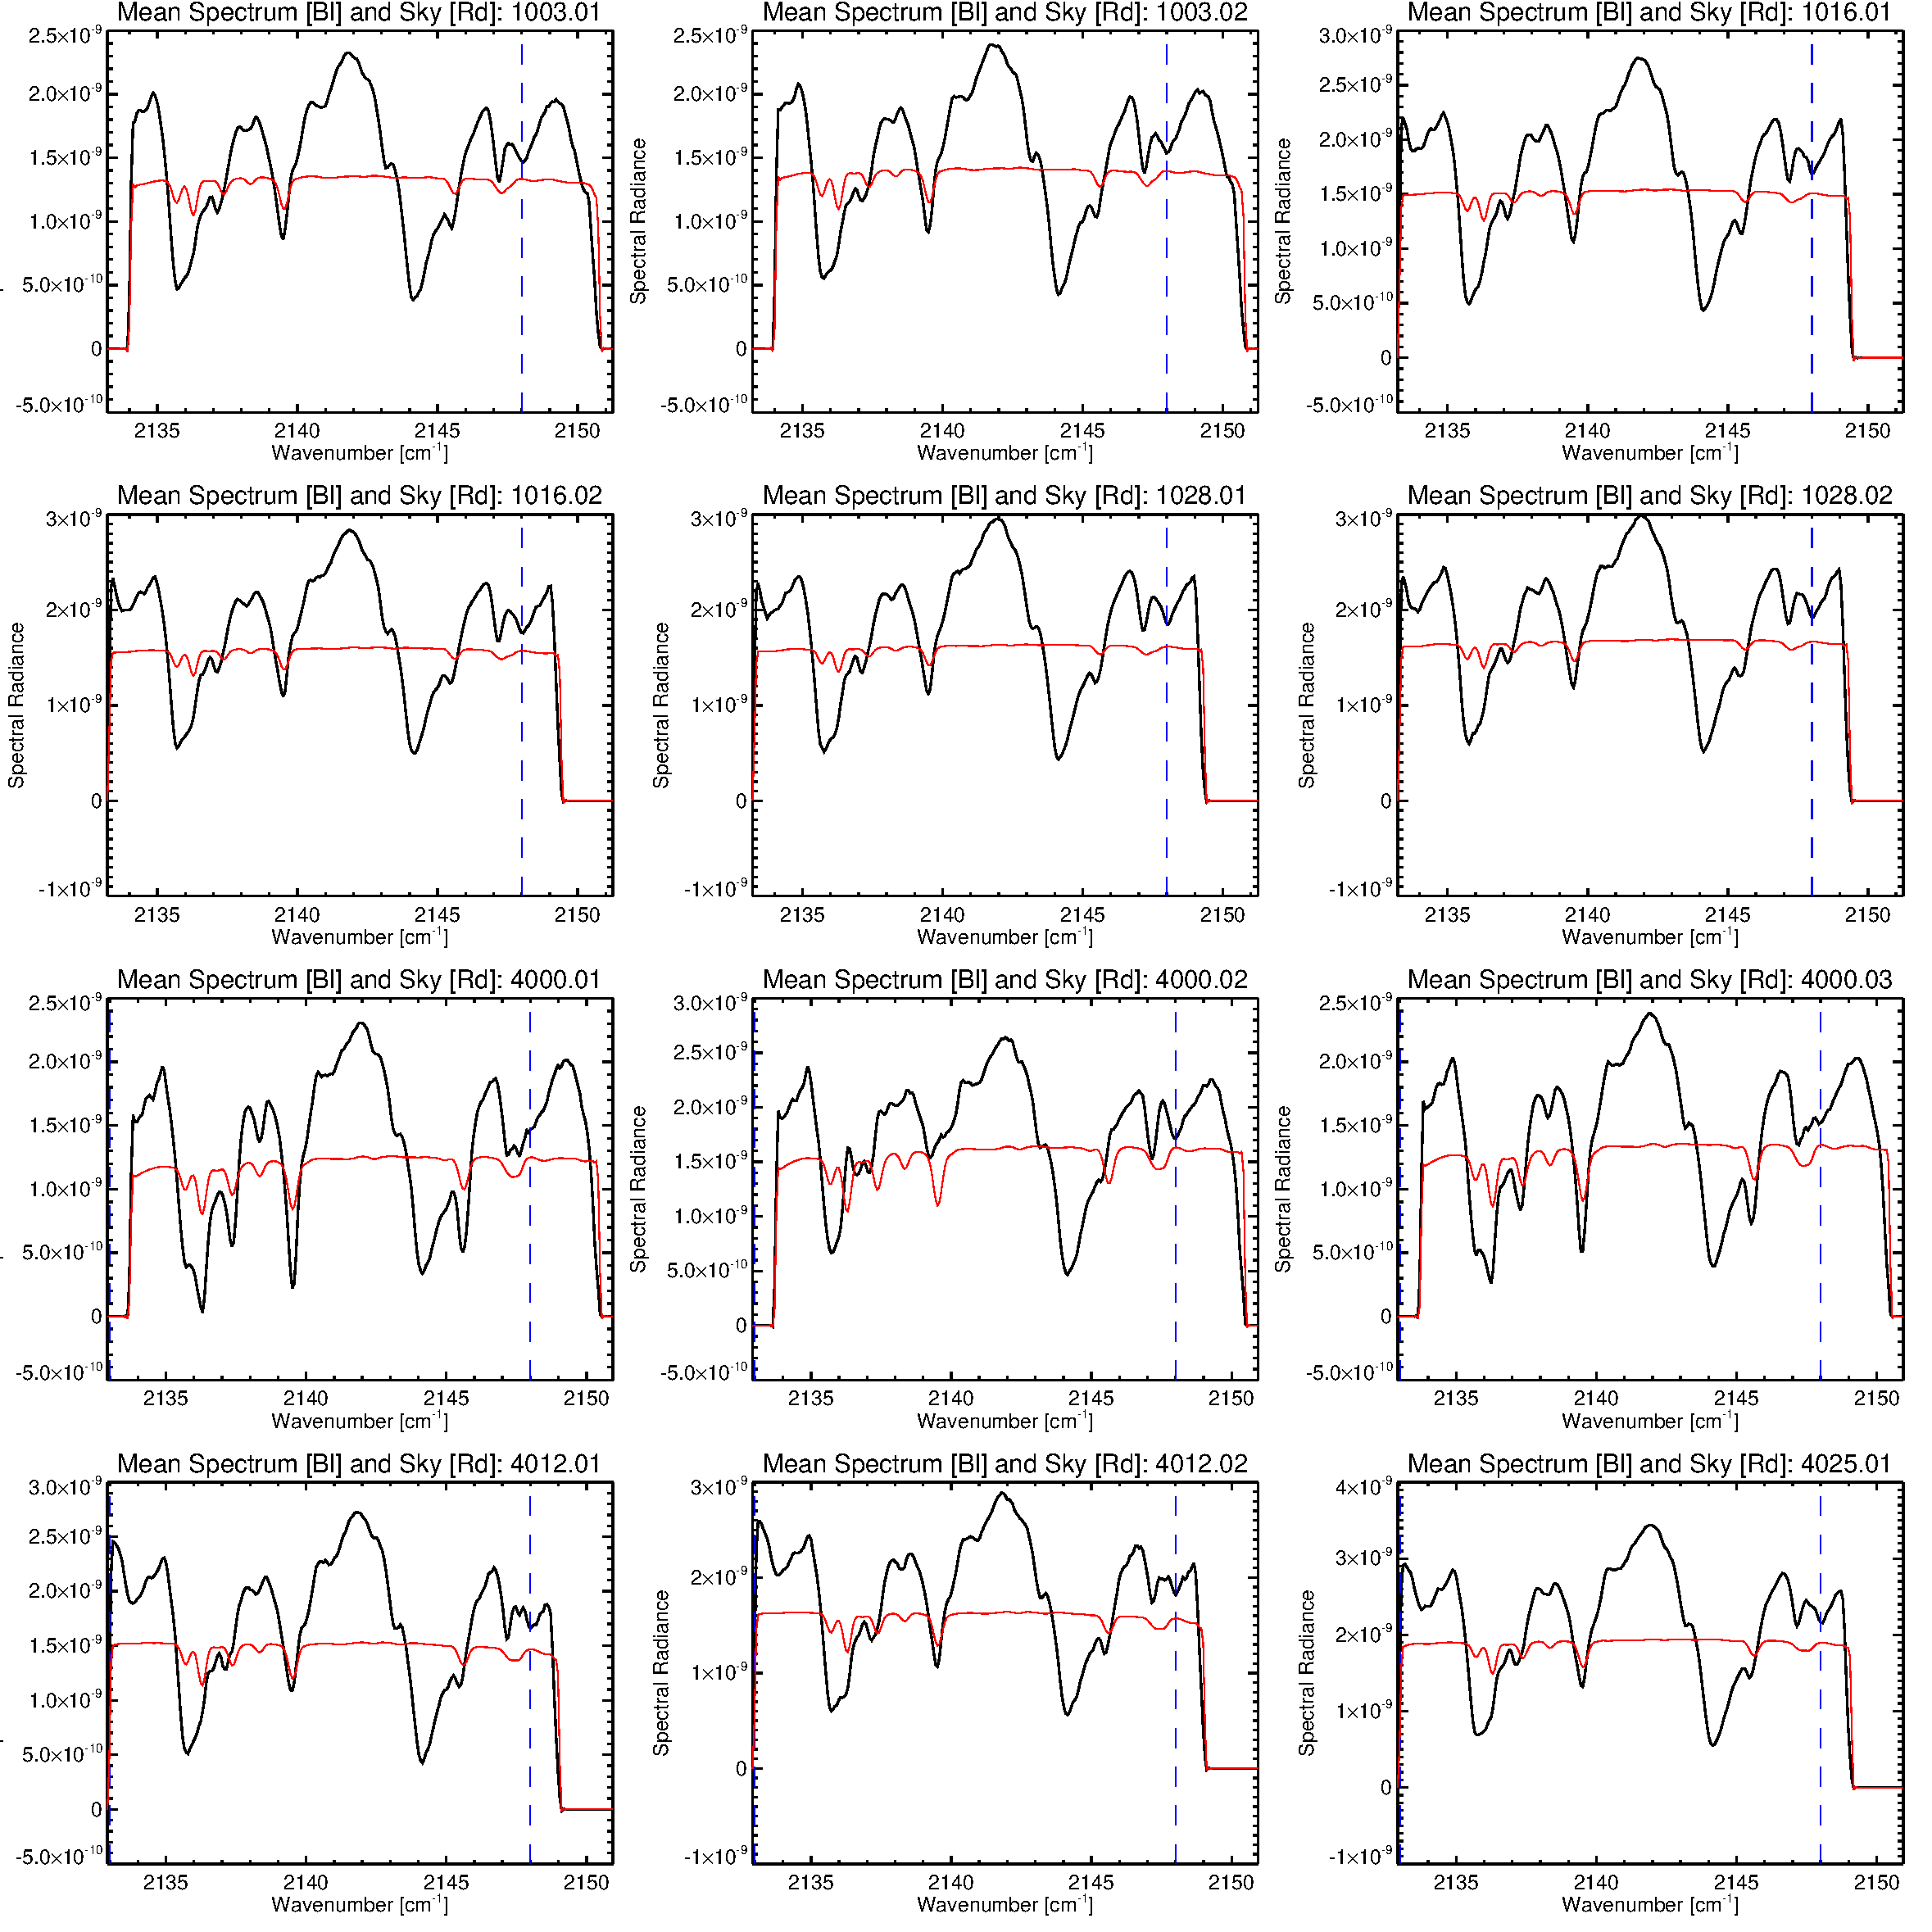 Mean Spectrum [Bl] and Sky [Rd]: 1003.01
2.5×10⁻⁹
2.0×10⁻⁹
1.5×10⁻⁹
1.0×10⁻⁹
5.0×10⁻¹⁰
0
-5.0×10⁻¹⁰
2135 2140 2145 2150
Wavenumber [cm⁻¹]
Mean Spectrum [Bl] and Sky [Rd]: 1003.02
Spectral Radiance
2.5×10⁻⁹
2.0×10⁻⁹
1.5×10⁻⁹
1.0×10⁻⁹
5.0×10⁻¹⁰
0
-5.0×10⁻¹⁰
2135 2140 2145 2150
Wavenumber [cm⁻¹]
Mean Spectrum [Bl] and Sky [Rd]: 1016.01
Spectral Radiance
3.0×10⁻⁹
2.5×10⁻⁹
2.0×10⁻⁹
1.5×10⁻⁹
1.0×10⁻⁹
5.0×10⁻¹⁰
0
-5.0×10⁻¹⁰
2135 2140 2145 2150
Wavenumber [cm⁻¹]
Mean Spectrum [Bl] and Sky [Rd]: 1016.02
Spectral Radiance
3×10⁻⁹
2×10⁻⁹
1×10⁻⁹
0
-1×10⁻⁹
2135 2140 2145 2150
Wavenumber [cm⁻¹]
Mean Spectrum [Bl] and Sky [Rd]: 1028.01
Spectral Radiance
3×10⁻⁹
2×10⁻⁹
1×10⁻⁹
0
-1×10⁻⁹
2135 2140 2145 2150
Wavenumber [cm⁻¹]
Mean Spectrum [Bl] and Sky [Rd]: 1028.02
Spectral Radiance
3×10⁻⁹
2×10⁻⁹
1×10⁻⁹
0
-1×10⁻⁹
2135 2140 2145 2150
Wavenumber [cm⁻¹]
Mean Spectrum [Bl] and Sky [Rd]: 4000.01
2.5×10⁻⁹
2.0×10⁻⁹
1.5×10⁻⁹
1.0×10⁻⁹
5.0×10⁻¹⁰
0
-5.0×10⁻¹⁰
2135 2140 2145 2150
Wavenumber [cm⁻¹]
Mean Spectrum [Bl] and Sky [Rd]: 4000.02
Spectral Radiance
3.0×10⁻⁹
2.5×10⁻⁹
2.0×10⁻⁹
1.5×10⁻⁹
1.0×10⁻⁹
5.0×10⁻¹⁰
0
-5.0×10⁻¹⁰
2135 2140 2145 2150
Wavenumber [cm⁻¹]
Mean Spectrum [Bl] and Sky [Rd]: 4000.03
Spectral Radiance
2.5×10⁻⁹
2.0×10⁻⁹
1.5×10⁻⁹
1.0×10⁻⁹
5.0×10⁻¹⁰
0
-5.0×10⁻¹⁰
2135 2140 2145 2150
Wavenumber [cm⁻¹]
Mean Spectrum [Bl] and Sky [Rd]: 4012.01
3.0×10⁻⁹
2.5×10⁻⁹
2.0×10⁻⁹
1.5×10⁻⁹
1.0×10⁻⁹
5.0×10⁻¹⁰
0
-5.0×10⁻¹⁰
2135 2140 2145 2150
Wavenumber [cm⁻¹]
Mean Spectrum [Bl] and Sky [Rd]: 4012.02
Spectral Radiance
3×10⁻⁹
2×10⁻⁹
1×10⁻⁹
0
-1×10⁻⁹
2135 2140 2145 2150
Wavenumber [cm⁻¹]
Mean Spectrum [Bl] and Sky [Rd]: 4025.01
Spectral Radiance
4×10⁻⁹
3×10⁻⁹
2×10⁻⁹
1×10⁻⁹
0
-1×10⁻⁹
2135 2140 2145 2150
Wavenumber [cm⁻¹]